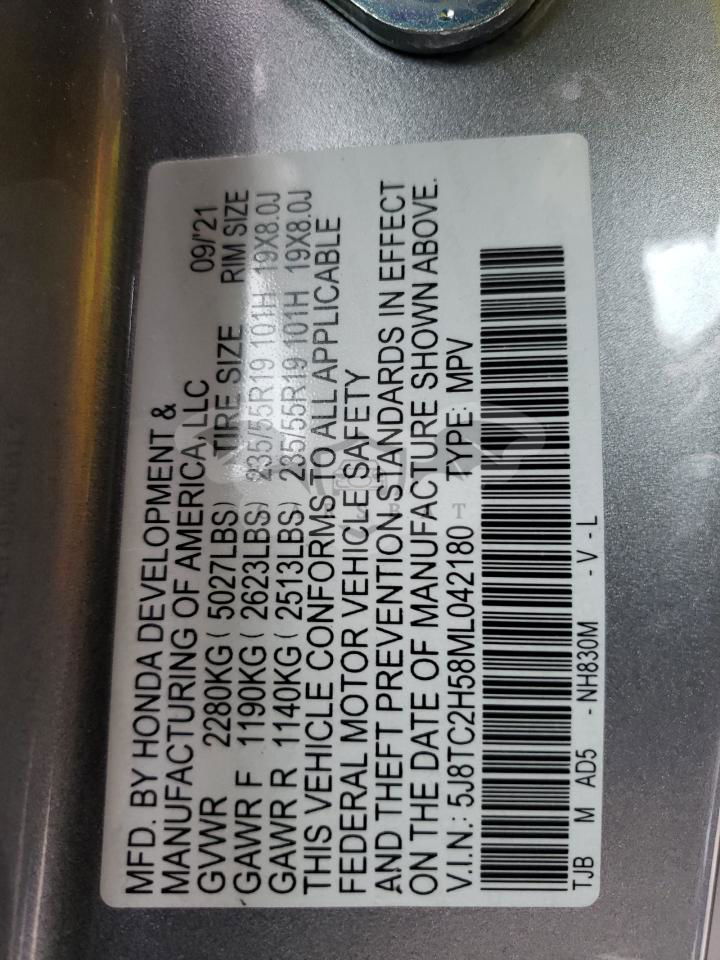 MFD. BY HONDA DEVELOPMENT &
MANUFACTURING OF AMERICA, LLC 09/'21
GVWR 2280KG ( 5027LBS) TIRE SIZE RIM SIZE
GAWR F 1190KG ( 2623LBS) 235/55R19 101H 19X8.0J
GAWR R 1140KG ( 2513LBS) 235/55R19 101H 19X8.0J
THIS VEHICLE CONFORMS TO ALL APPLICABLE
FEDERAL MOTOR VEHICLE SAFETY
AND THEFT PREVENTION STANDARDS IN EFFECT
ON THE DATE OF MANUFACTURE SHOWN ABOVE.
V.I.N.: 5J8TC2H58ML042180 TYPE: MPV
TJB M AD5 - NH830M - V - L